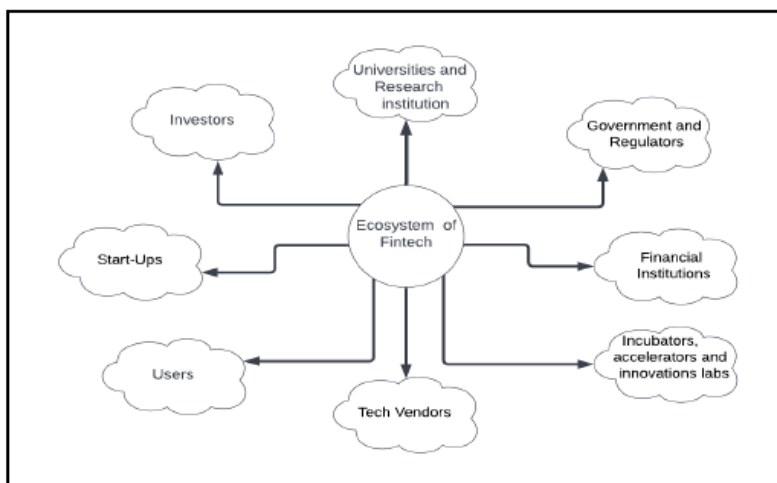 Universities and
Research
institution
Investors
Government and
Regulators
Ecosystem of
Fintech
Start-Ups
Financial
Institutions
Incubators,
accelerators and
innovations labs
Users
Tech Vendors